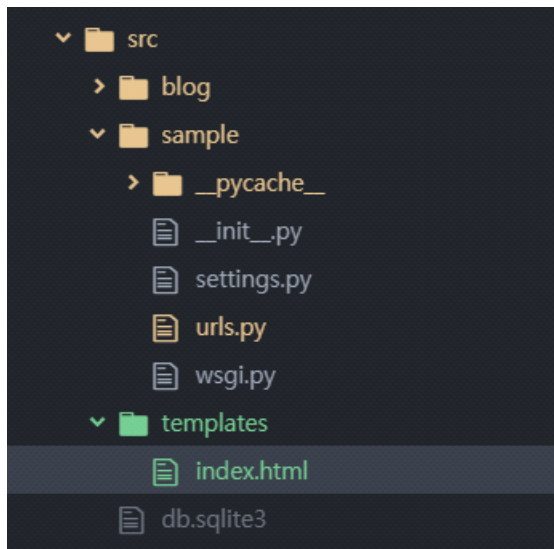 src
blog
sample
__pycache__
__init__.py
settings.py
urls.py
wsgi.py
templates
index.html
db.sqlite3